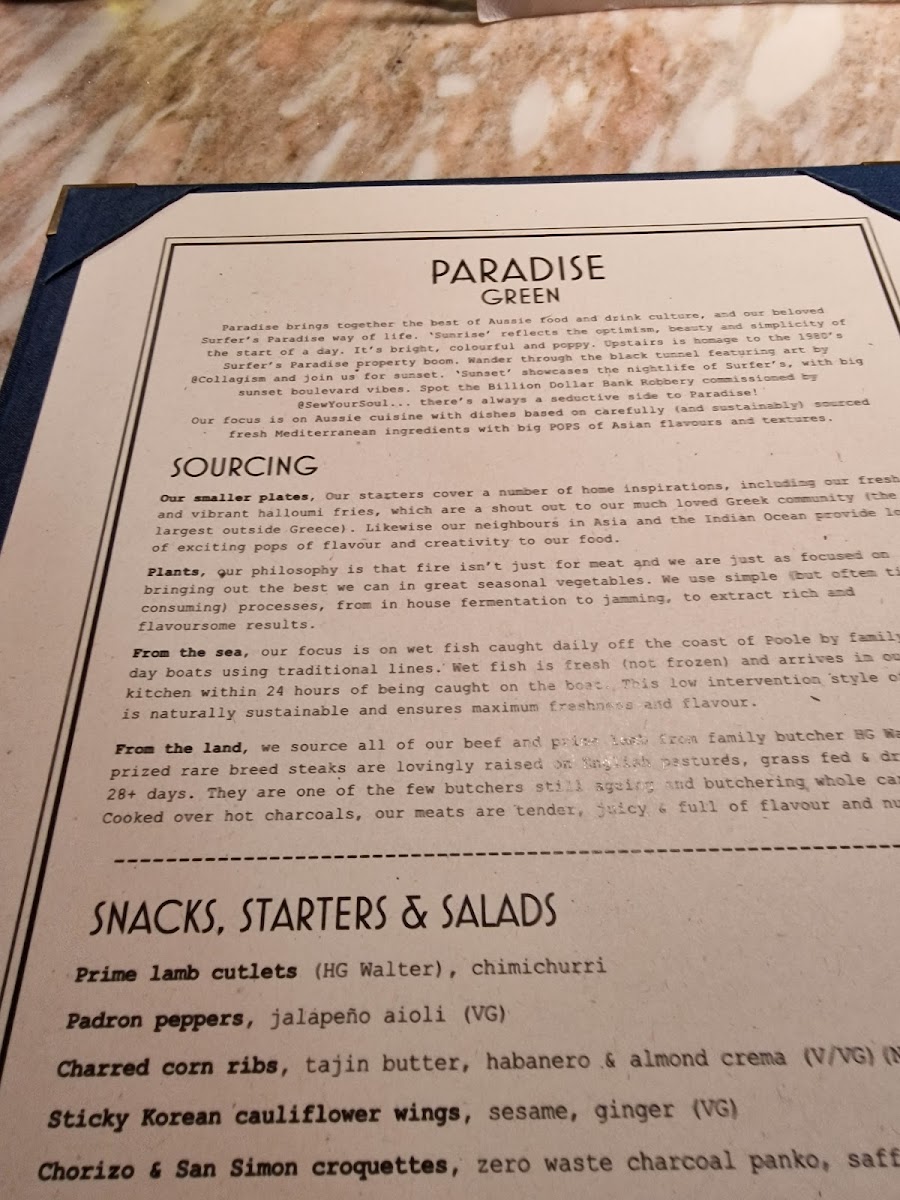 PARADISE
GREEN
Paradise brings together the best of Aussie food and drink culture, and our beloved
Surfer's Paradise way of life. 'Sunrise' reflects the optimism, beauty and simplicity of
the start of a day. It's bright, colourful and poppy. Upstairs is homage to the 1980's
Surfer's Paradise property boom. Wander through the black tunnel featuring art by
@Collagism and join us for sunset. 'Sunset' showcases the nightlife of Surfer's, with big
sunset boulevard vibes. Spot the Billion Dollar Bank Robbery commissioned by
@SewYourSoul... there's always a seductive side to Paradise!
Our focus is on Aussie cuisine with dishes based on carefully (and sustainably) sourced
fresh Mediterranean ingredients with big POPS of Asian flavours and textures.
SOURCING
Our smaller plates, Our starters cover a number of home inspirations, including our fresh
and vibrant halloumi fries, which are a shout out to our much loved Greek community (the
largest outside Greece). Likewise our neighbours in Asia and the Indian Ocean provide
of exciting pops of flavour and creativity to our food.
Plants, our philosophy is that fire isn't just for meat and we are just as focused on
bringing out the best we can in great seasonal vegetables. We use simple (but often
consuming) processes, from in house fermentation to jamming, to extract rich and
flavoursome results.
From the sea, our focus is on wet fish caught daily off the coast of Poole by family
day boats using traditional lines. Wet fish is fresh (not frozen) and arrives in
kitchen within 24 hours of being caught on the boat. This low intervention style
is naturally sustainable and ensures maximum freshness and flavour.
From the land, we source all of our beef and prime lamb from family butcher HG
prized rare breed steaks are lovingly raised on English pastures, grass fed &
28+ days. They are one of the few butchers still ageing and butchering whole
Cooked over hot charcoals, our meats are tender, juicy & full of flavour and
SNACKS, STARTERS & SALADS
Prime lamb cutlets (HG Walter), chimichurri
Padron peppers, jalapeño aioli (VG)
Charred corn ribs, tajin butter, habanero & almond crema (V/VG) (N
Sticky Korean cauliflower wings, sesame, ginger (VG)
Chorizo & San Simon croquettes, zero waste charcoal panko,